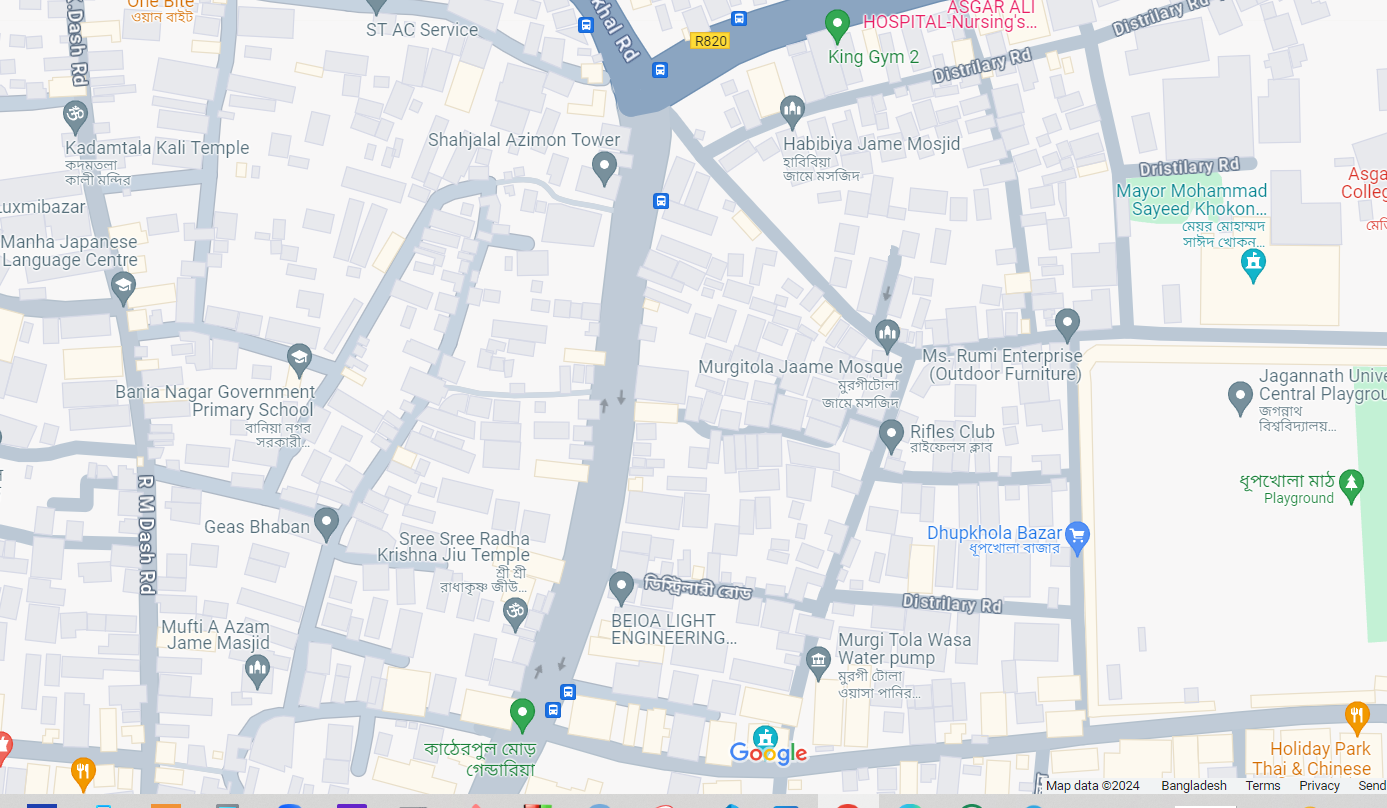 One Bite
ওয়ান বাইট
Dash Rd
ST AC Service
khal Rd
R820
ASGAR ALI
HOSPITAL-Nursing's...
King Gym 2
Distrilary Rd
Distrilary Rd
Kadamtala Kali Temple
কদমতলা
কালী মন্দির
Shahjalal Azimon Tower
Habibiya Jame Mosjid
হাবিবিয়া
জামে মসজিদ
Dristilary Rd
Mayor Mohammad
Sayeed Khokon...
মেয়র মোহাম্মদ
সাঈদ খোকন...
Asga
Colleg
Luxmibazar
Manha Japanese
Language Centre
Bania Nagar Government
Primary School
বানিয়া নগর
সরকারী...
Murgitola Jaame Mosque
মুরগীটোলা
জামে মসজিদ
Ms. Rumi Enterprise
(Outdoor Furniture)
Jagannath Unive
Central Playgrou
জগন্নাথ
বিশ্ববিদ্যালয়...
Rifles Club
রাইফেলস ক্লাব
R M Dash Rd
Geas Bhaban
Sree Sree Radha
Krishna Jiu Temple
শ্রী শ্রী
রাধাকৃষ্ণ জীউ...
ধূপখোলা মাঠ
Playground
Dhupkhola Bazar
ধূপখোলা বাজার
ডিস্ট্রিলারী রোড
Distrilary Rd
BEIOA LIGHT
ENGINEERING...
Mufti A Azam
Jame Masjid
Murgi Tola Wasa
Water pump
মুরগী টোলা
ওয়াসা পানির...
কাঠেরপুল মোড়
গেন্ডারিয়া
Google
Holiday Park
Thai & Chinese
Map data ©2024
Bangladesh
Terms
Privacy
Send